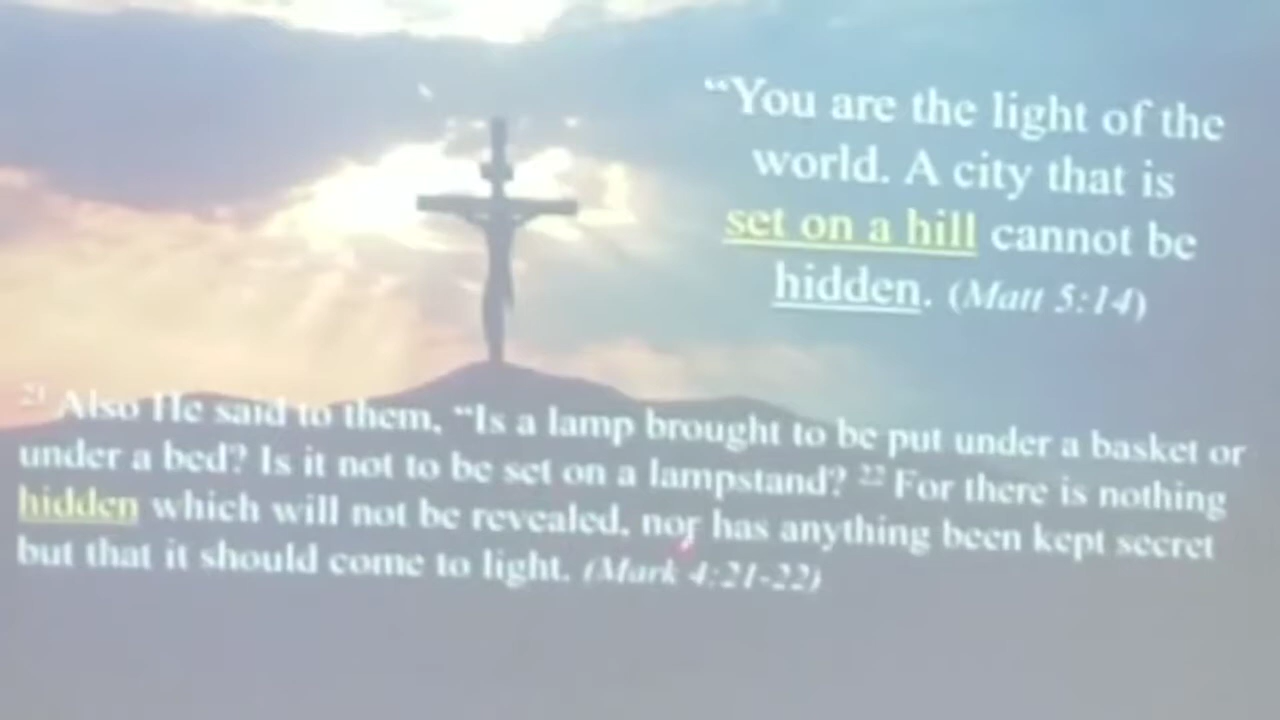 “You are the light of the
world. A city that is
set on a hill cannot be
hidden. (Matt 5:14)
21 Also He said to them, “Is a lamp brought to be put under a basket or
under a bed? Is it not to be set on a lampstand? 22 For there is nothing
hidden which will not be revealed, nor has anything been kept secret
but that it should come to light. (Mark 4:21-22)